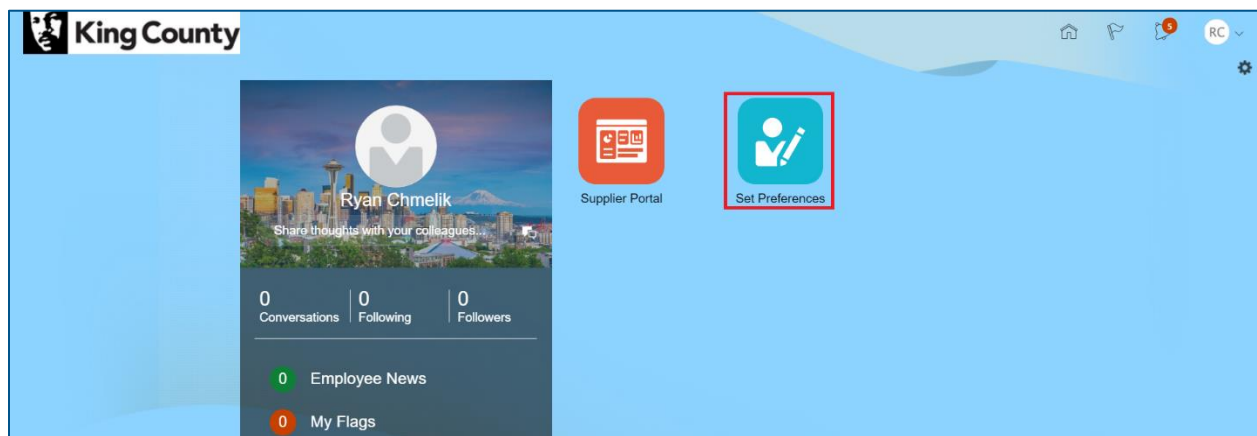 King County
5
RC
Ryan Chmelik
Share thoughts with your colleagues...
0
0
0
Conversations
Following
Followers
0 Employee News
0 My Flags
Supplier Portal
Set Preferences